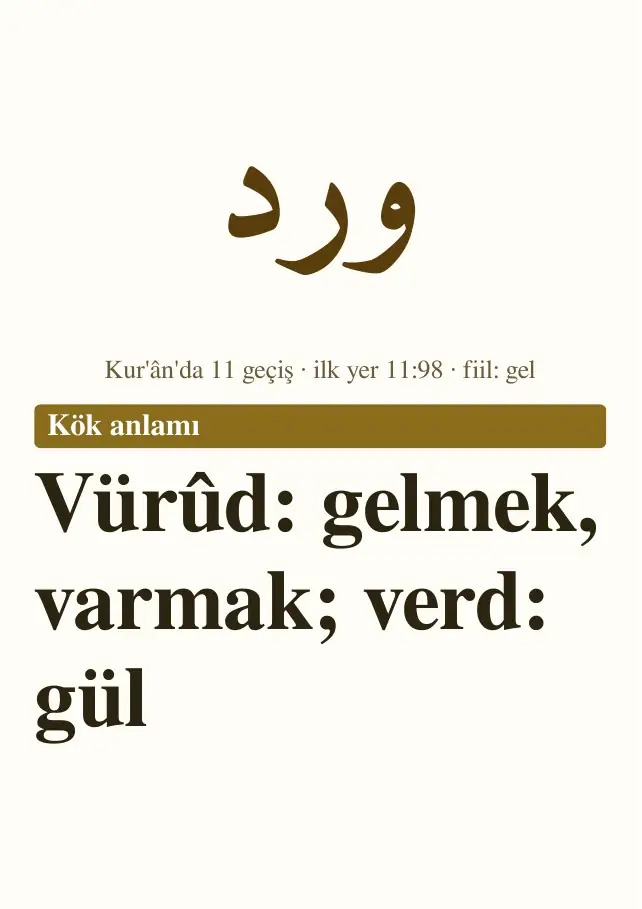 ورد
Kur'ân'da 11 geçiş · ilk yer 11:98 · fiil: gel
Kök anlamı
Vürûd: gelmek,
varmak; verd:
gül